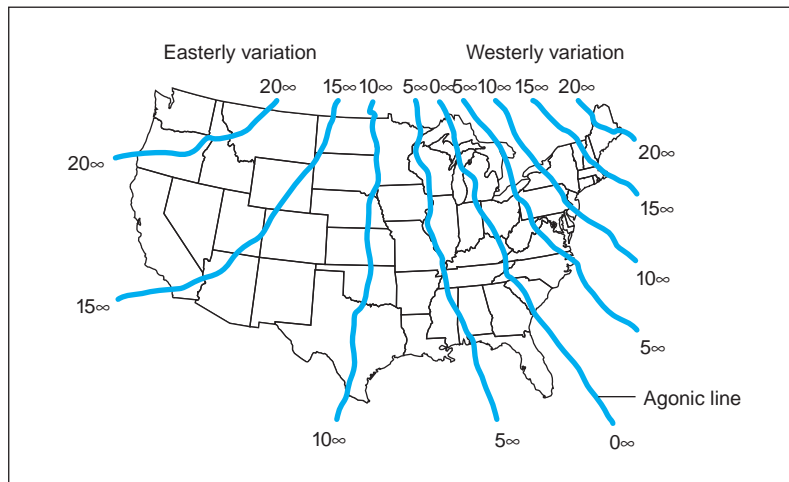 Easterly variation
Westerly variation
20∞ 15∞ 10∞ 5∞ 0∞ 5∞ 10∞ 15∞ 20∞
20∞
20∞
15∞
15∞
10∞
5∞
Agonic line
10∞
5∞
0∞